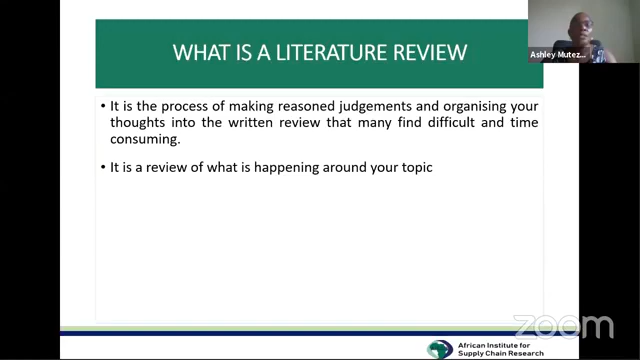 WHAT IS A LITERATURE REVIEW
Ashley Mutez...
• It is the process of making reasoned judgements and organising your
thoughts into the written review that many find difficult and time
consuming.
• It is a review of what is happening around your topic
zoom
African Institute for
Supply Chain Research